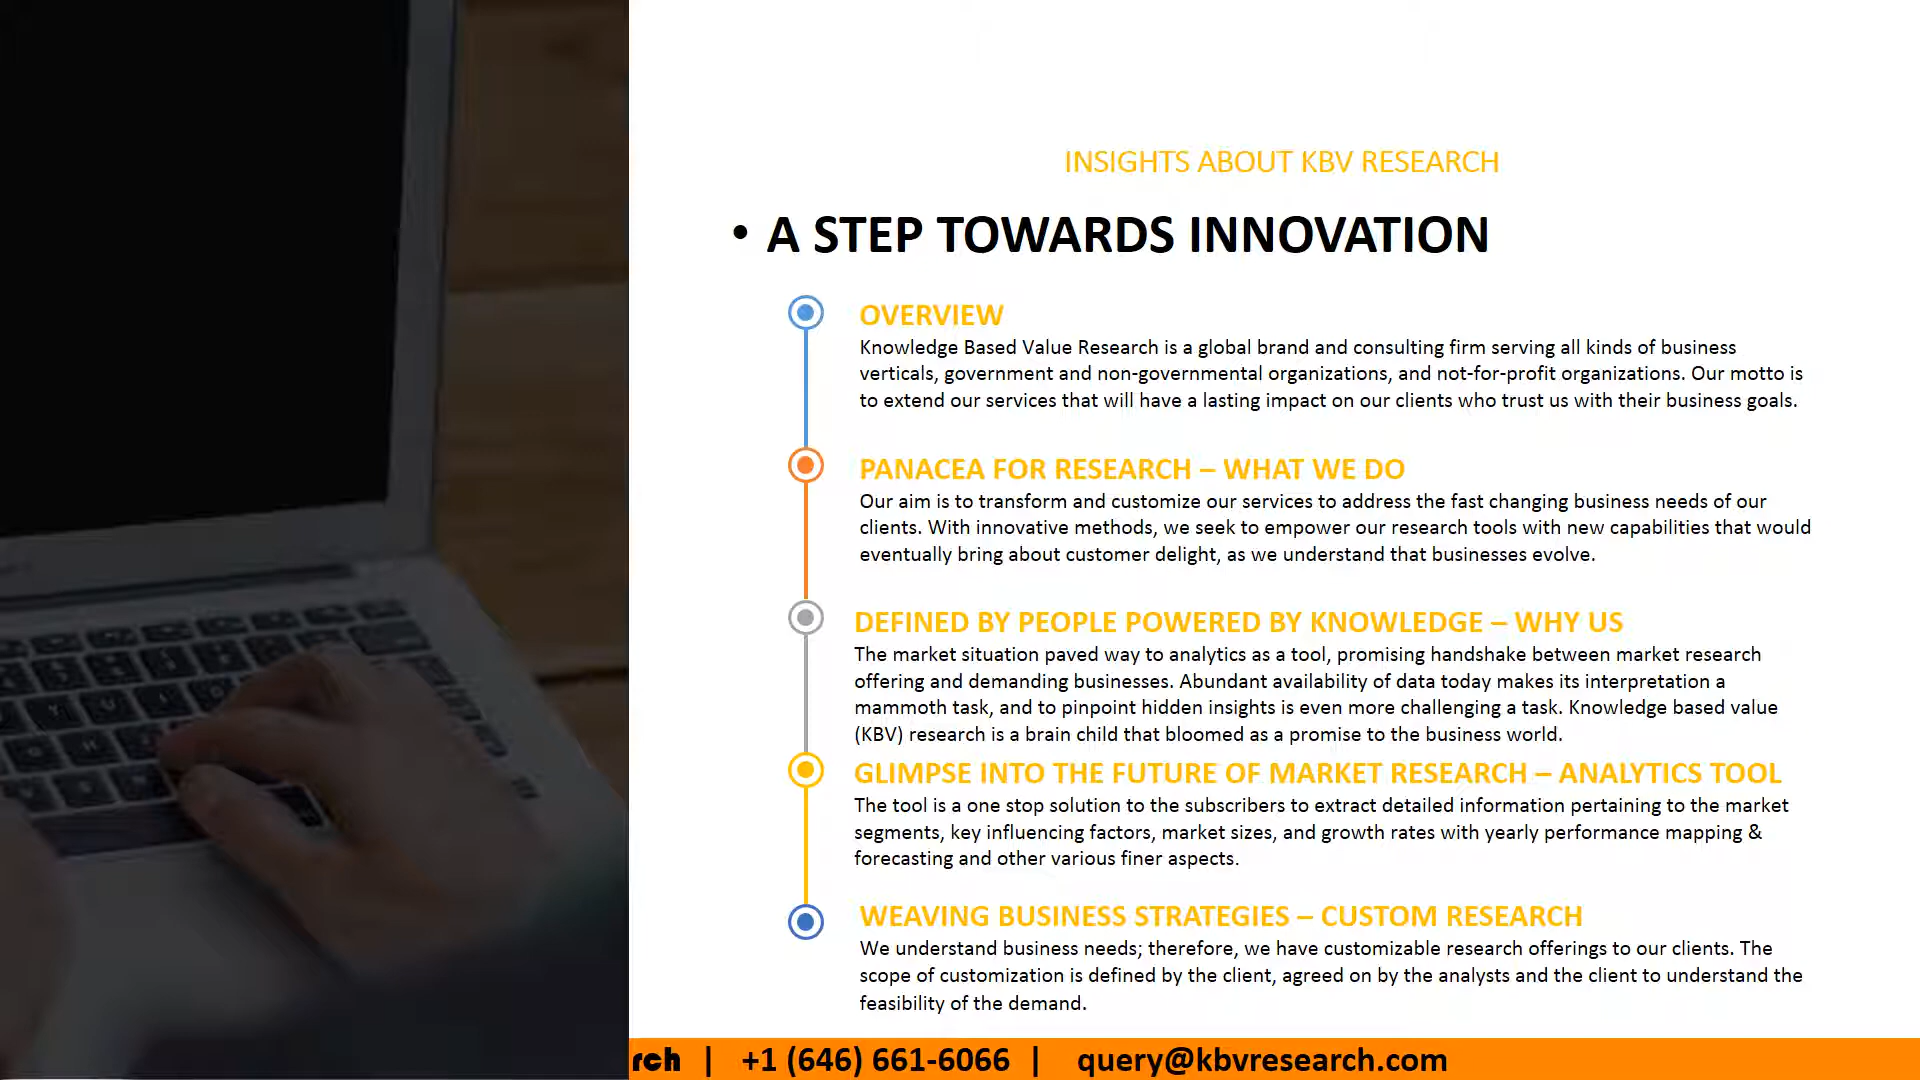 INSIGHTS ABOUT KBV RESEARCH
• A STEP TOWARDS INNOVATION
OVERVIEW
Knowledge Based Value Research is a global brand and consulting firm serving all kinds of business
verticals, government and non-governmental organizations, and not-for-profit organizations. Our motto is
to extend our services that will have a lasting impact on our clients who trust us with their business goals.
PANACEA FOR RESEARCH – WHAT WE DO
Our aim is to transform and customize our services to address the fast changing business needs of our
clients. With innovative methods, we seek to empower our research tools with new capabilities that would
eventually bring about customer delight, as we understand that businesses evolve.
DEFINED BY PEOPLE POWERED BY KNOWLEDGE – WHY US
The market situation paved way to analytics as a tool, promising handshake between market research
offering and demanding businesses. Abundant availability of data today makes its interpretation a
mammoth task, and to pinpoint hidden insights is even more challenging a task. Knowledge based value
(KBV) research is a brain child that bloomed as a promise to the business world.
GLIMPSE INTO THE FUTURE OF MARKET RESEARCH – ANALYTICS TOOL
The tool is a one stop solution to the subscribers to extract detailed information pertaining to the market
segments, key influencing factors, market sizes, and growth rates with yearly performance mapping &
forecasting and other various finer aspects.
WEAVING BUSINESS STRATEGIES – CUSTOM RESEARCH
We understand business needs; therefore, we have customizable research offerings to our clients. The
scope of customization is defined by the client, agreed on by the analysts and the client to understand the
feasibility of the demand.
rch | +1 (646) 661-6066 | query@kbvresearch.com